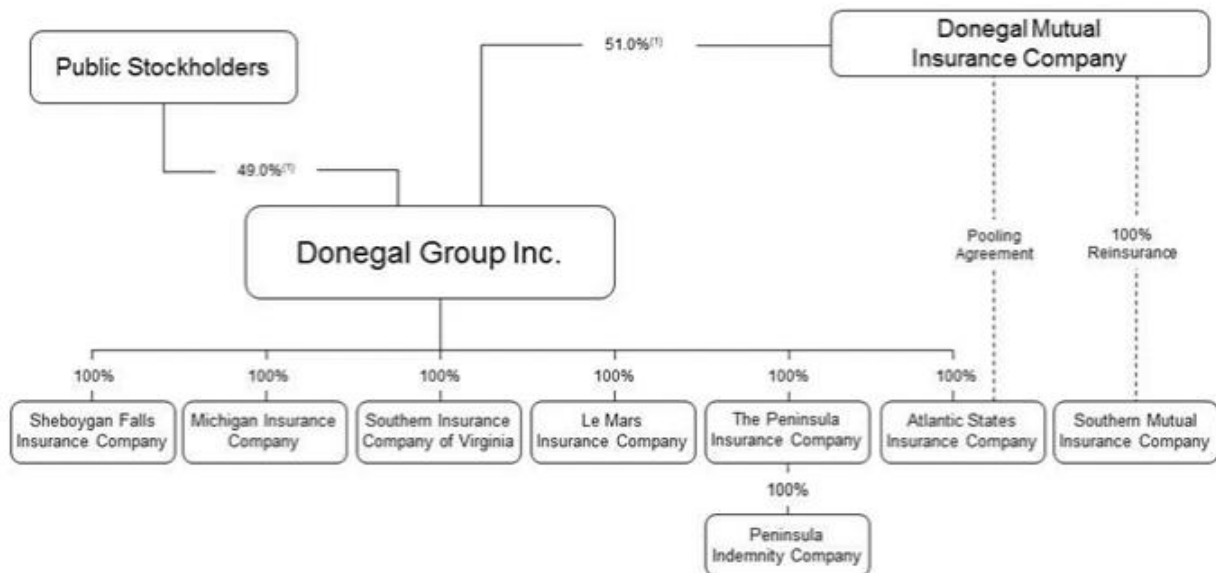 51.0%(1)
Donegal Mutual
Insurance Company
Public Stockholders
49.0%(1)
Donegal Group Inc.
Pooling
Agreement
100%
Reinsurance
100%
100%
100%
100%
100%
100%
Sheboygan Falls
Insurance Company
Michigan Insurance
Company
Southern Insurance
Company of Virginia
Le Mars
Insurance Company
The Peninsula
Insurance Company
Atlantic States
Insurance Company
Southern Mutual
Insurance Company
100%
Peninsula
Indemnity Company